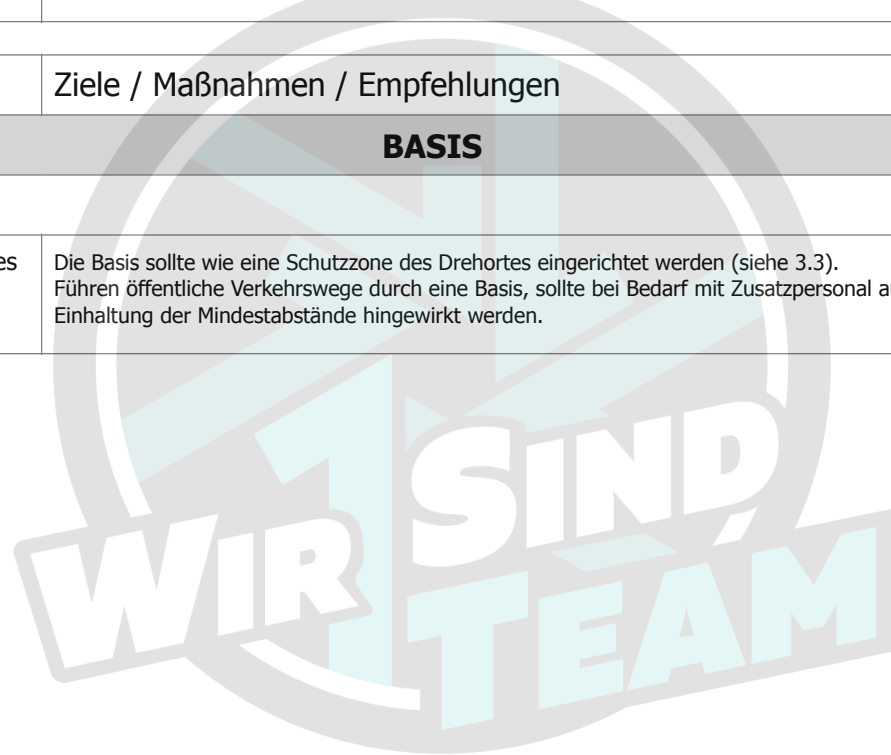 Ziele / Maßnahmen / Empfehlungen
BASIS
Die Basis sollte wie eine Schutzzone des Drehortes eingerichtet werden (siehe 3.3).
Führen öffentliche Verkehrswege durch eine Basis, sollte bei Bedarf mit Zusatzpersonal
Einhaltung der Mindestabstände hingewirkt werden.
WIR SIND
1 TEAM